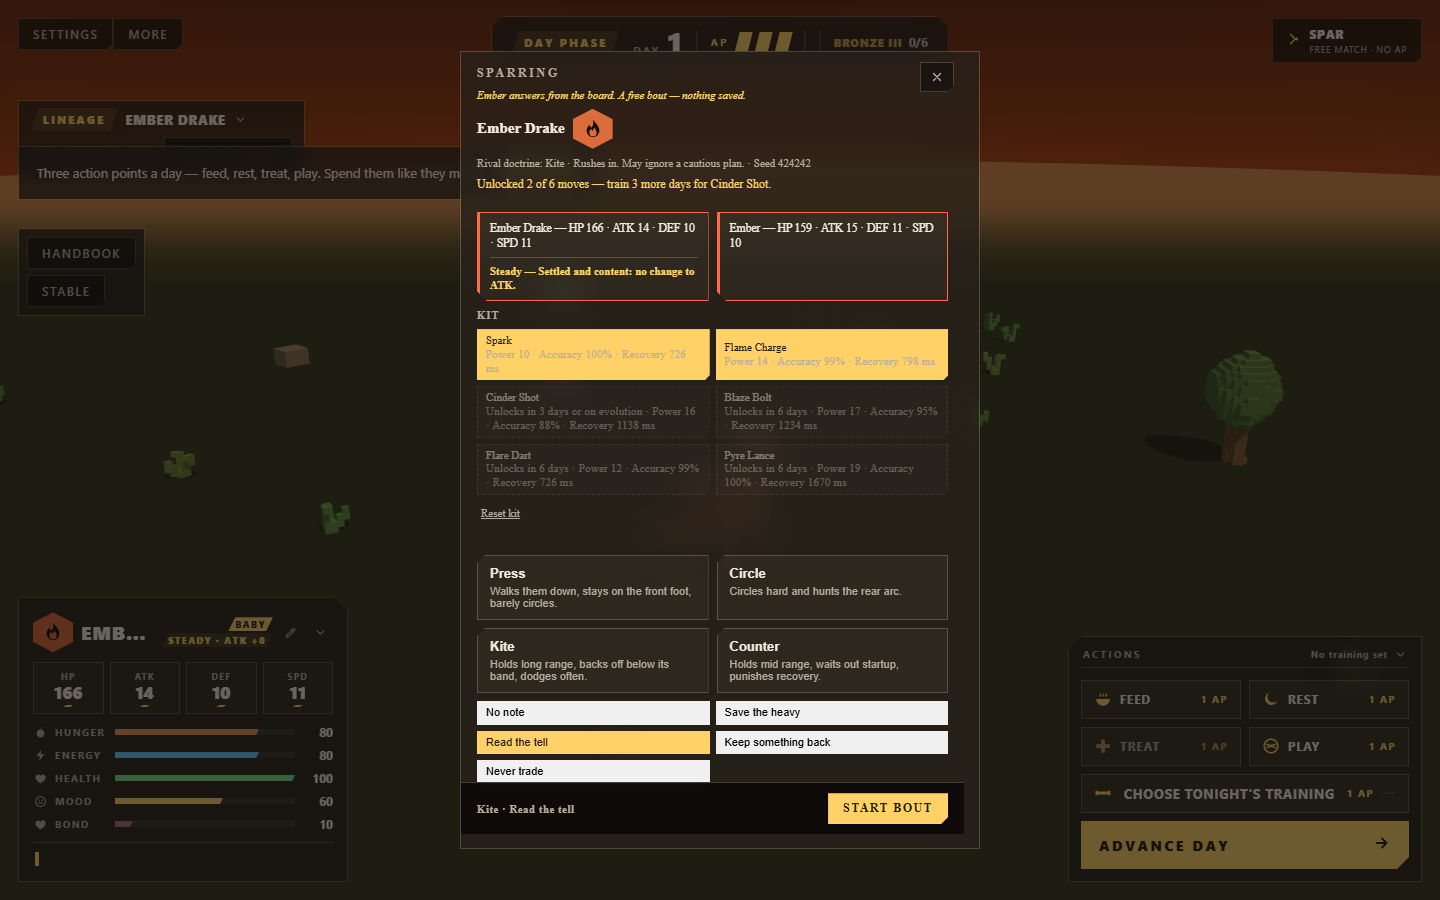 SETTINGS
MORE
DAY PHASE
DAY 1
AP
BRONZE III 0/6
SPAR
FREE MATCH · NO AP
LINEAGE
EMBER DRAKE
Three action points a day — feed, rest, treat, play. Spend them like they m
HANDBOOK
STABLE
SPARRING
Ember answers from the board. A free bout — nothing saved.
Ember Drake
Rival doctrine: Kite · Rushes in. May ignore a cautious plan. · Seed 424242
Unlocked 2 of 6 moves — train 3 more days for Cinder Shot.
Ember Drake — HP 166 · ATK 14 · DEF 10
· SPD 11
Steady — Settled and content: no change to
ATK.
Ember — HP 159 · ATK 15 · DEF 11 · SPD
10
KIT
Spark
Power 10 · Accuracy 100% · Recovery 726
ms
Flame Charge
Power 14 · Accuracy 99% · Recovery 798 ms
Cinder Shot
Unlocks in 3 days or on evolution · Power 16
· Accuracy 88% · Recovery 1138 ms
Blaze Bolt
Unlocks in 6 days · Power 17 · Accuracy 95%
· Recovery 1234 ms
Flare Dart
Unlocks in 6 days · Power 12 · Accuracy 99%
· Recovery 726 ms
Pyre Lance
Unlocks in 6 days · Power 19 · Accuracy
100% · Recovery 1670 ms
Reset kit
Press
Walks them down, stays on the front foot,
barely circles.
Circle
Circles hard and hunts the rear arc.
Kite
Holds long range, backs off below its
band, dodges often.
Counter
Holds mid range, waits out startup,
punishes recovery.
No note
Save the heavy
Read the tell
Keep something back
Never trade
Kite · Read the tell
START BOUT
EMB...
BABY
STEADY · ATK +0
HP
166
ATK
14
DEF
10
SPD
11
HUNGER 80
ENERGY 80
HEALTH 100
MOOD 60
BOND 10
ACTIONS
No training set
FEED 1 AP
REST 1 AP
TREAT 1 AP
PLAY 1 AP
CHOOSE TONIGHT'S TRAINING 1 AP
ADVANCE DAY